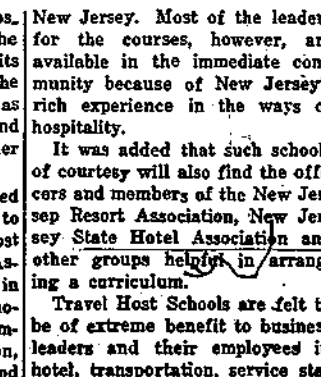 New Jersey. Most of the leader
for the courses, however, ar
available in the immediate com
munity because of New Jersey'
rich experience in the ways o
hospitality.
It was added that such school
of courtesy will also find the offi
cers and members of the New Jer
sep Resort Association, New Jer
sey State Hotel Association an
other groups helpful in arrang
ing a curriculum.
Travel Host Schools are felt t
be of extreme benefit to busines
leaders and their employees i
hotel, transportation, service sta